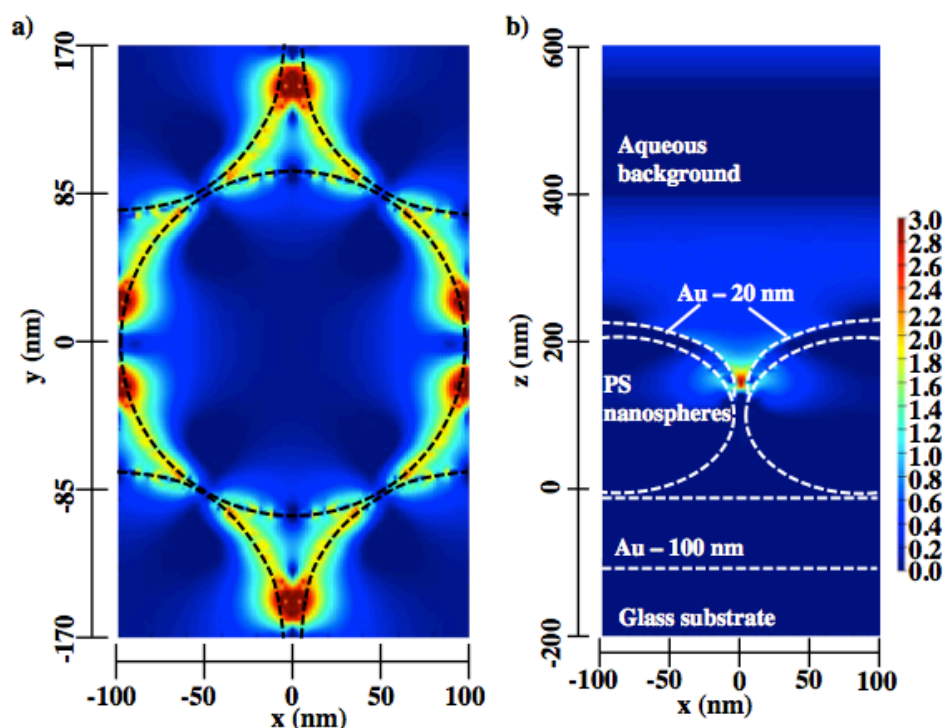 a)
170
85
0
-85
-170
y (nm)
-100
-50
0
50
100
x (nm)
b)
600
400
200
0
-200
z (nm)
Aqueous
background
Au – 20 nm
PS
nanospheres
Au – 100 nm
Glass substrate
-100
-50
0
50
100
x (nm)
3.0
2.8
2.6
2.4
2.2
2.0
1.8
1.6
1.4
1.2
1.0
0.8
0.6
0.4
0.2
0.0